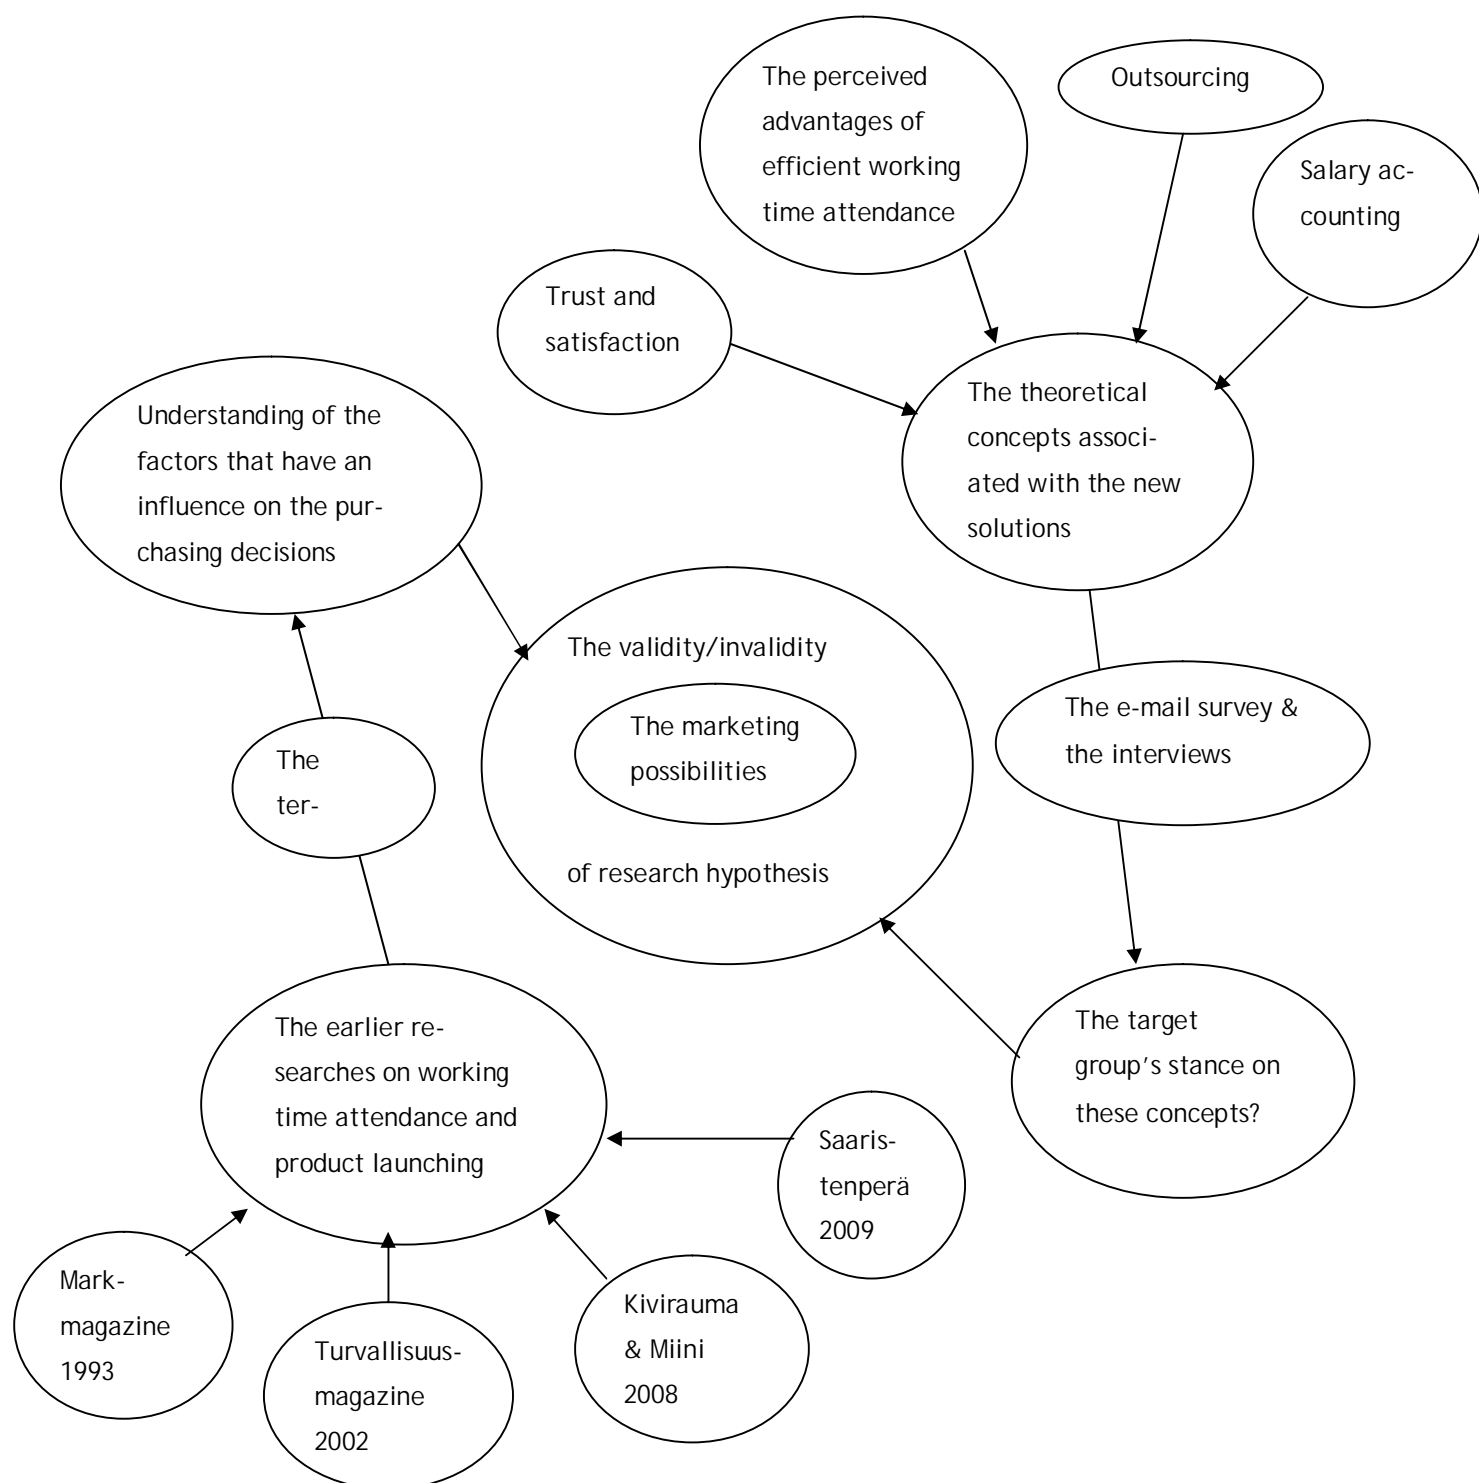 The perceived
advantages of
efficient working
time attendance
Outsourcing
Salary ac-
counting
Trust and
satisfaction
The theoretical
concepts associ-
ated with the new
solutions
Understanding of the
factors that have an
influence on the pur-
chasing decisions
The validity/invalidity
The marketing
possibilities
of research hypothesis
The e-mail survey &
the interviews
The
ter-
The earlier re-
searches on working
time attendance and
product launching
The target
group's stance on
these concepts?
Saaris-
tenperä
2009
Mark-
magazine
1993
Turvallisuus-
magazine
2002
Kivirauma
& Miini
2008